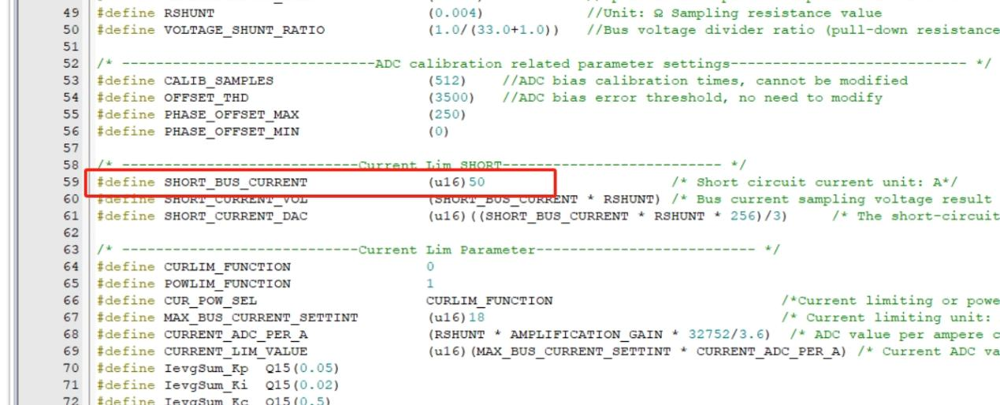 49 #define RSHUNT (0.004) //Unit: Ω Sampling resistance value
50 #define VOLTAGE_SHUNT_RATIO (1.0/(33.0+1.0)) //Bus voltage divider ratio (pull-down resistance
51
52 /* ------------------------------ADC calibration related parameter settings---------------------------- */
53 #define CALIB_SAMPLES (512) //ADC bias calibration times, cannot be modified
54 #define OFFSET_THD (3500) //ADC bias error threshold, no need to modify
55 #define PHASE_OFFSET_MAX (250)
56 #define PHASE_OFFSET_MIN (0)
57
58 /* ----------------------------Current Lim SHORT-------------------------- */
59 #define SHORT_BUS_CURRENT (u16)50 /* Short circuit current unit: A*/
60 #define SHORT_CURRENT_VOL (SHORT_BUS_CURRENT * RSHUNT) /* Bus current sampling voltage result
61 #define SHORT_CURRENT_DAC (u16)((SHORT_BUS_CURRENT * RSHUNT * 256)/3) /* The short-circuit
62
63 /* ----------------------------Current Lim Parameter-------------------------- */
64 #define CURLIM_FUNCTION 0
65 #define POWLIM_FUNCTION 1
66 #define CUR_POW_SEL CURLIM_FUNCTION /*Current limiting or
67 #define MAX_BUS_CURRENT_SETTINT (u16)18 /* Current limiting unit:
68 #define CURRENT_ADC_PER_A (RSHUNT * AMPLIFICATION_GAIN * 32752/3.6) /* ADC value per ampere
69 #define CURRENT_LIM_VALUE (u16)(MAX_BUS_CURRENT_SETTINT * CURRENT_ADC_PER_A) /* Current ADC
70 #define IevgSum_Kp Q15(0.05)
71 #define IevgSum_Ki Q15(0.02)
72 #define IevgSum_Kc Q15(0.5)